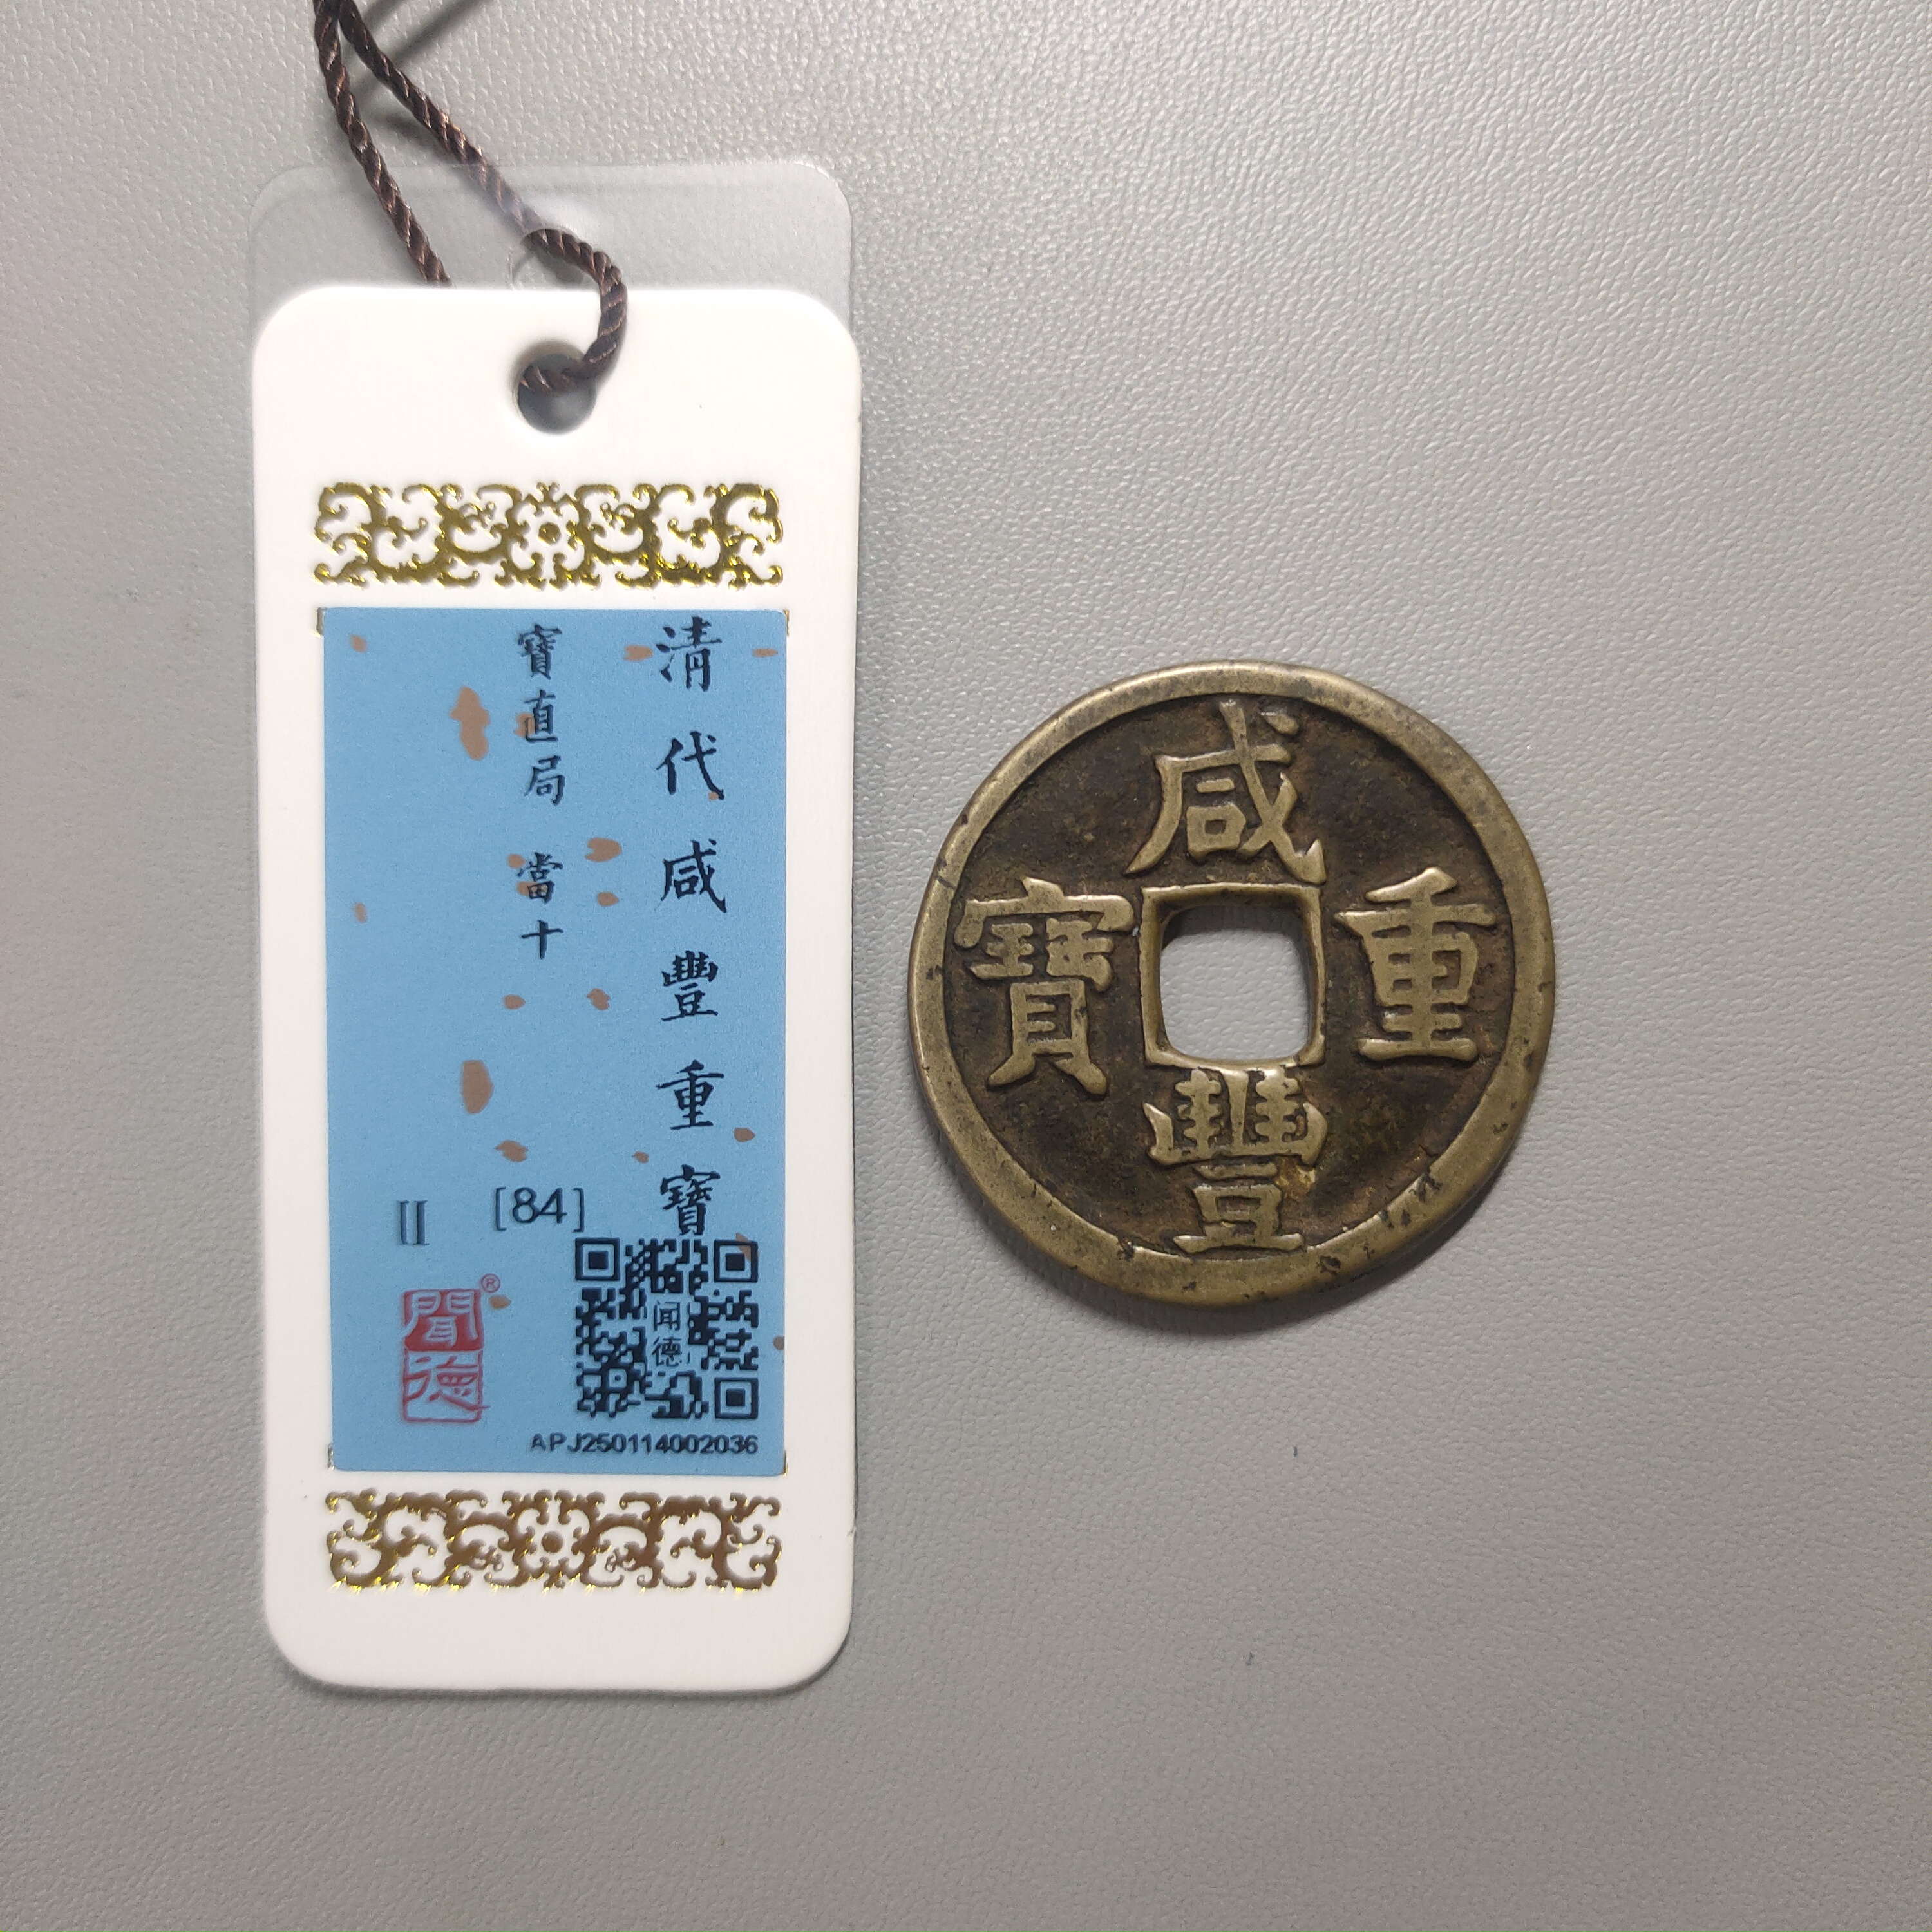 清代咸豐重寶
寶直局 當十
[84]
II
聞德
®
闻德
APJ250114002036
咸豐重寶